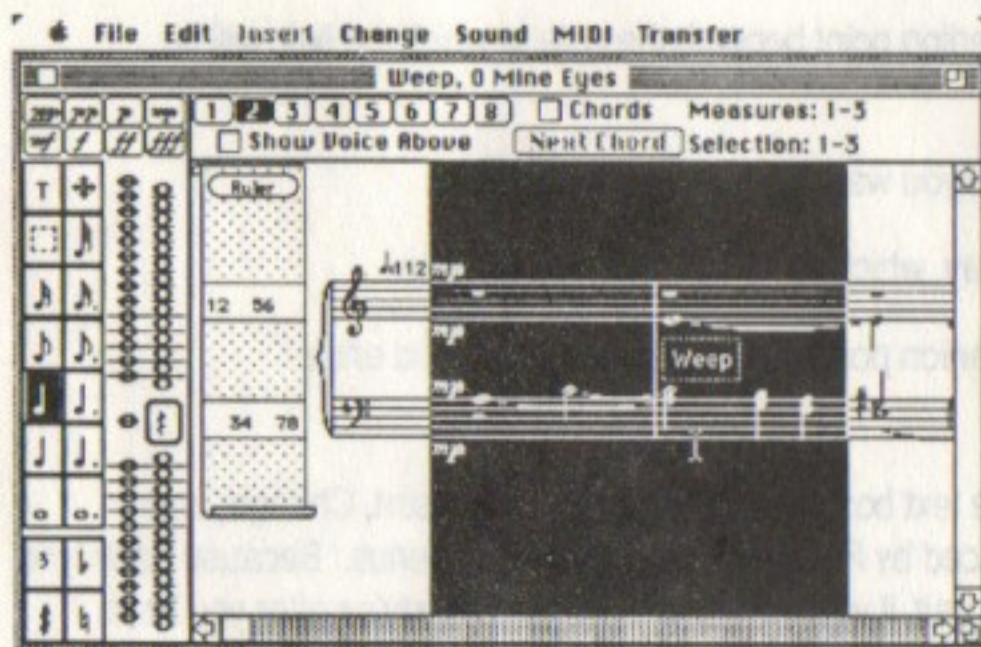 File Edit Insert Change Sound MIDI Transfer
Weep, O Mine Eyes
1 2 3 4 5 6 7 8 Chords Measures: 1-3
Show Voice Above Next Chord Selection: 1-3
T
Ruler
♩=112 mp
12 56
mp
Weep
mp
34 78
mp